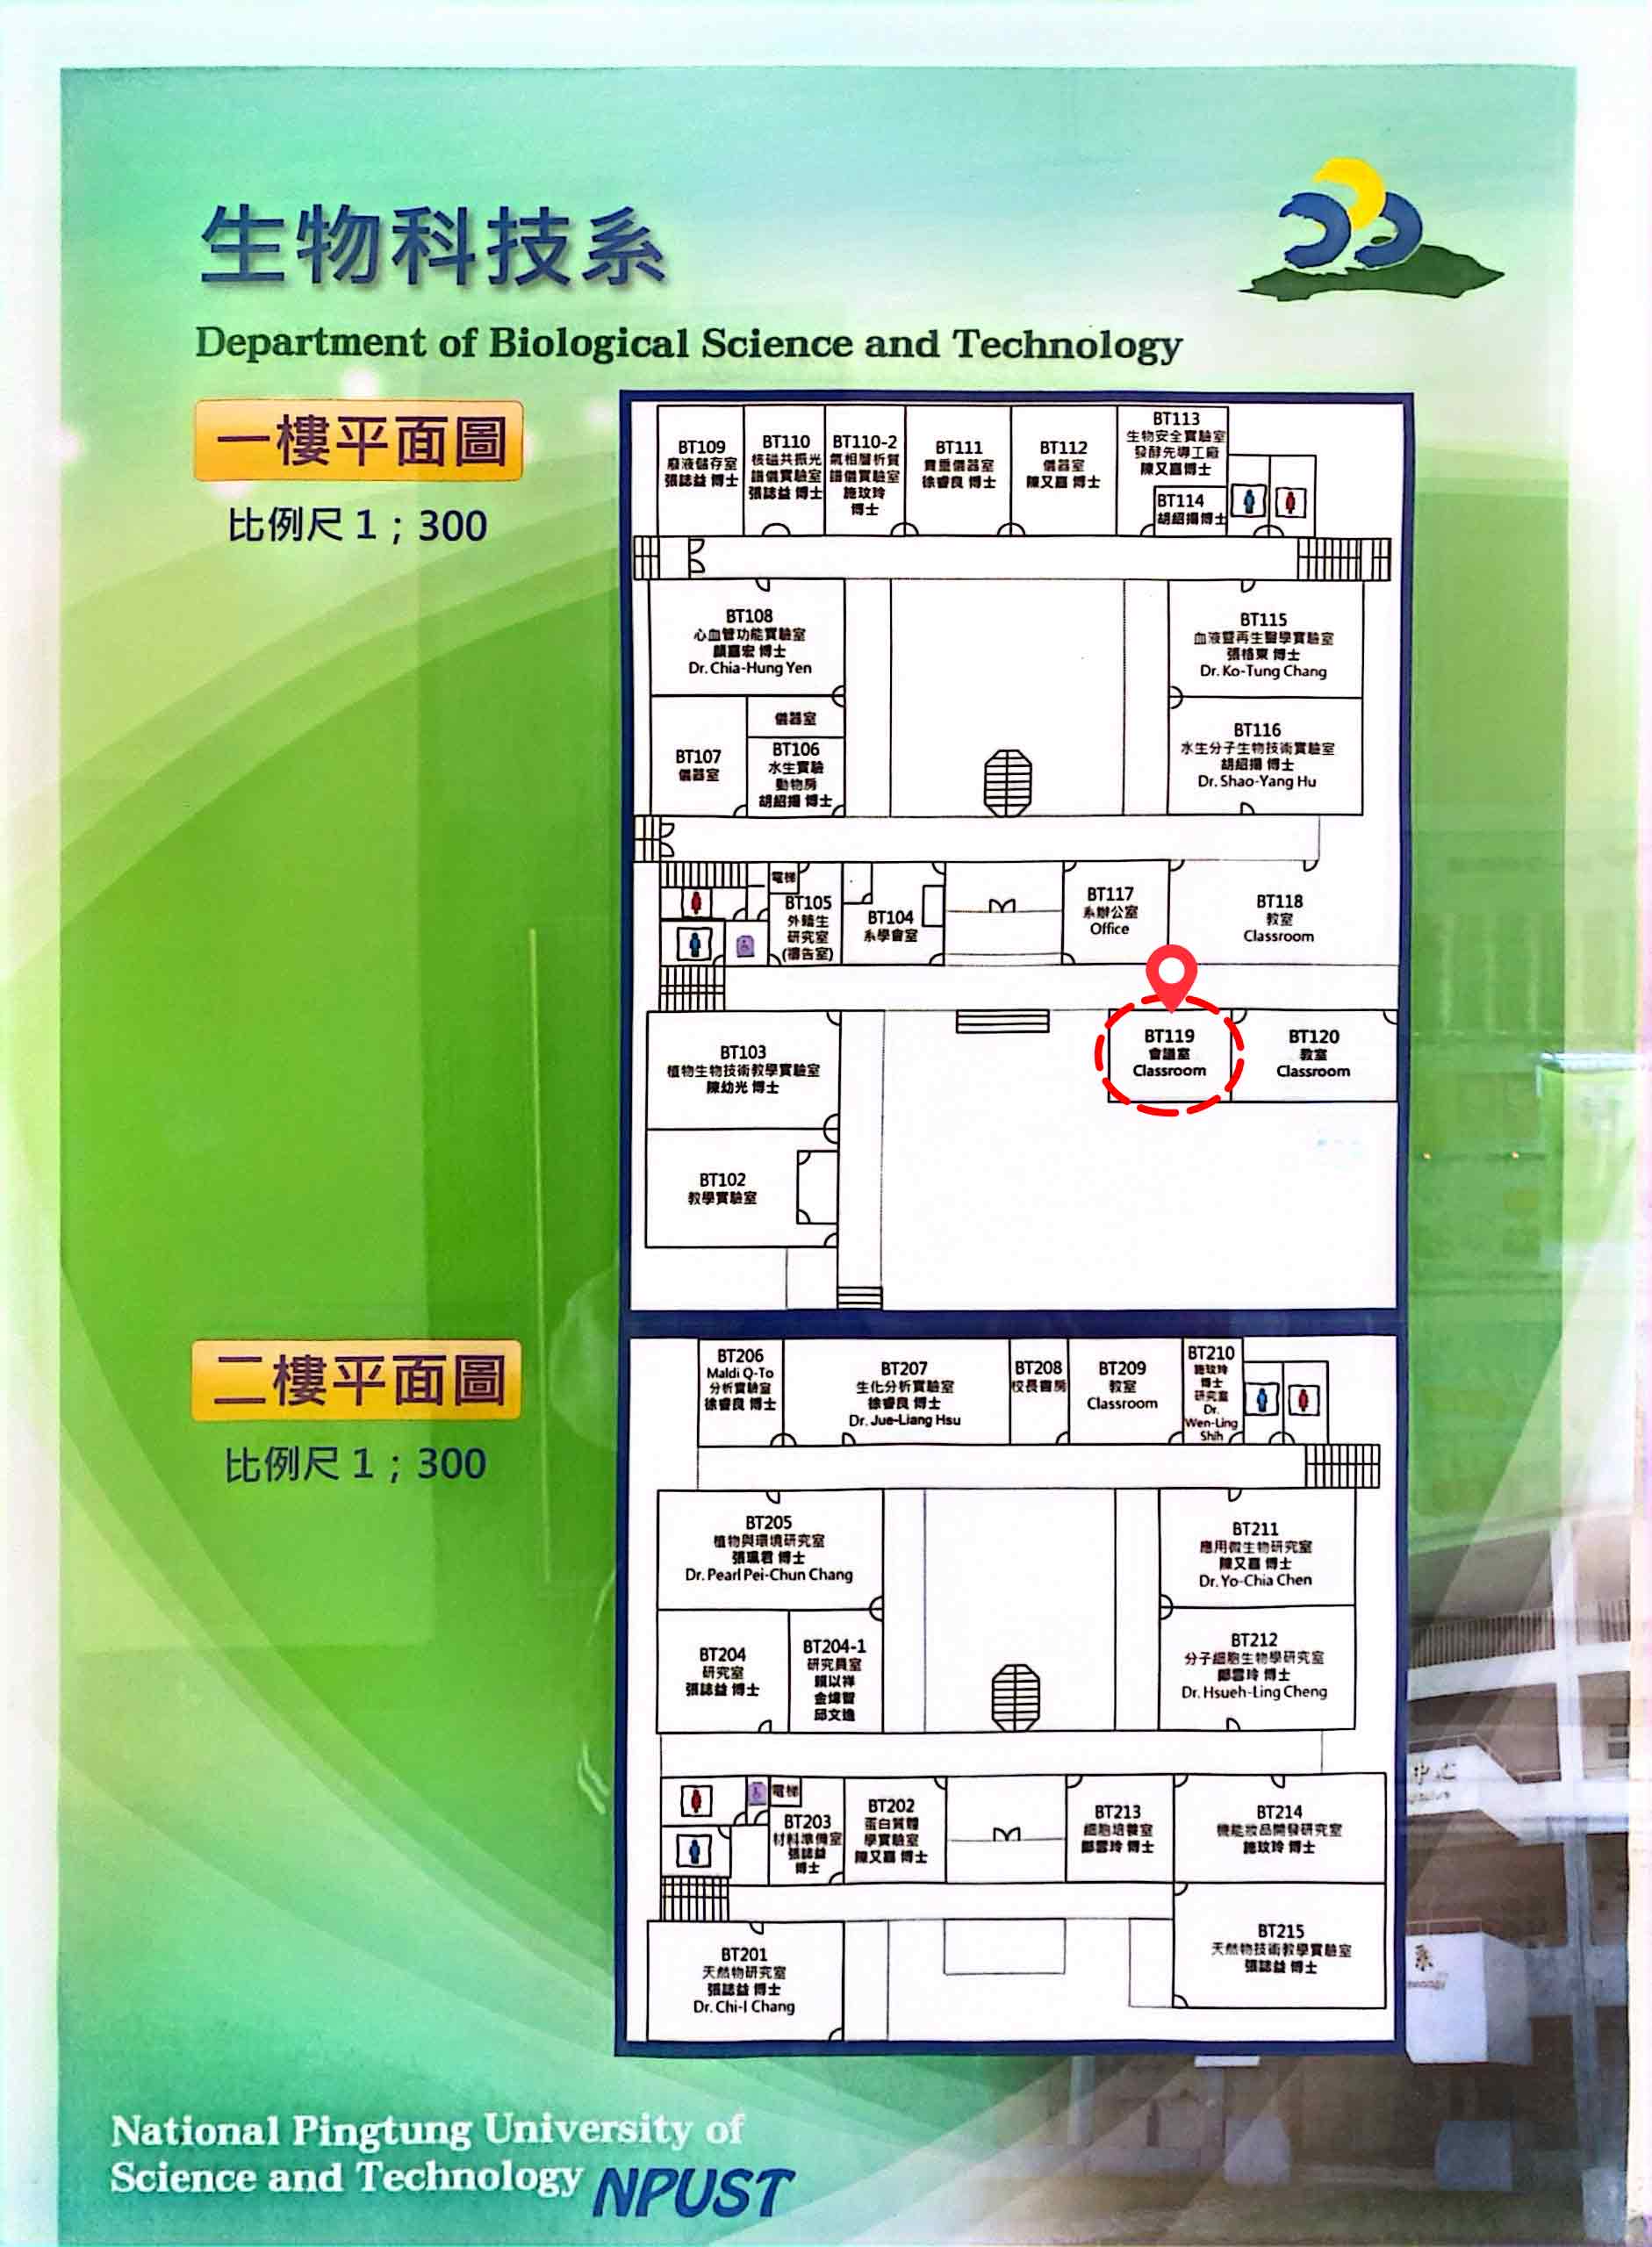 生物科技系
Department of Biological Science and Technology
一樓平面圖
比例尺 1；300
BT109
廢液儲存室
張誌益 博士
BT110
核磁共振光
譜儀實驗室
張誌益 博士
BT110-2
氣相層析質
譜儀實驗室
施玟玲
博士
BT111
貴重儀器室
徐睿良 博士
BT112
儀器室
陳又嘉 博士
BT113
生物安全實驗室
發酵先導工廠
陳又嘉博士
BT114
胡紹揚博士
BT108
心血管功能實驗室
顏嘉宏 博士
Dr. Chia-Hung Yen
BT115
血液暨再生醫學實驗室
張格東 博士
Dr. Ko-Tung Chang
BT107
儀器室
儀器室
BT106
水生實驗
動物房
胡紹揚 博士
BT116
水生分子生物技術實驗室
胡紹揚 博士
Dr. Shao-Yang Hu
電梯
BT105
外籍生
研究室
(禱告室)
BT104
系學會室
BT117
系辦公室
Office
BT118
教室
Classroom
BT103
植物生物技術教學實驗室
陳幼光 博士
BT119
會議室
Classroom
BT120
教室
Classroom
BT102
教學實驗室
二樓平面圖
比例尺 1；300
BT206
Maldi Q-To
分析實驗室
徐睿良 博士
BT207
生化分析實驗室
徐睿良 博士
Dr. Jue-Liang Hsu
BT208
校長書房
BT209
教室
Classroom
BT210
施玟玲
博士
研究室
Dr.
Wen-Ling
Shih
BT205
植物與環境研究室
張珮君 博士
Dr. Pearl Pei-Chun Chang
BT211
應用微生物研究室
陳又嘉 博士
Dr. Yo-Chia Chen
BT204
研究室
張誌益 博士
BT204-1
研究員室
賴以祥
金煒智
邱文逸
BT212
分子細胞生物學研究室
鄭雪玲 博士
Dr. Hsueh-Ling Cheng
電梯
BT203
材料準備室
張誌益
博士
BT202
蛋白質體
學實驗室
陳又嘉 博士
BT213
細胞培養室
鄭雪玲 博士
BT214
機能妝品開發研究室
施玟玲 博士
BT201
天然物研究室
張誌益 博士
Dr. Chi-I Chang
BT215
天然物技術教學實驗室
張誌益 博士
中心
系
National Pingtung University of
Science and Technology NPUST